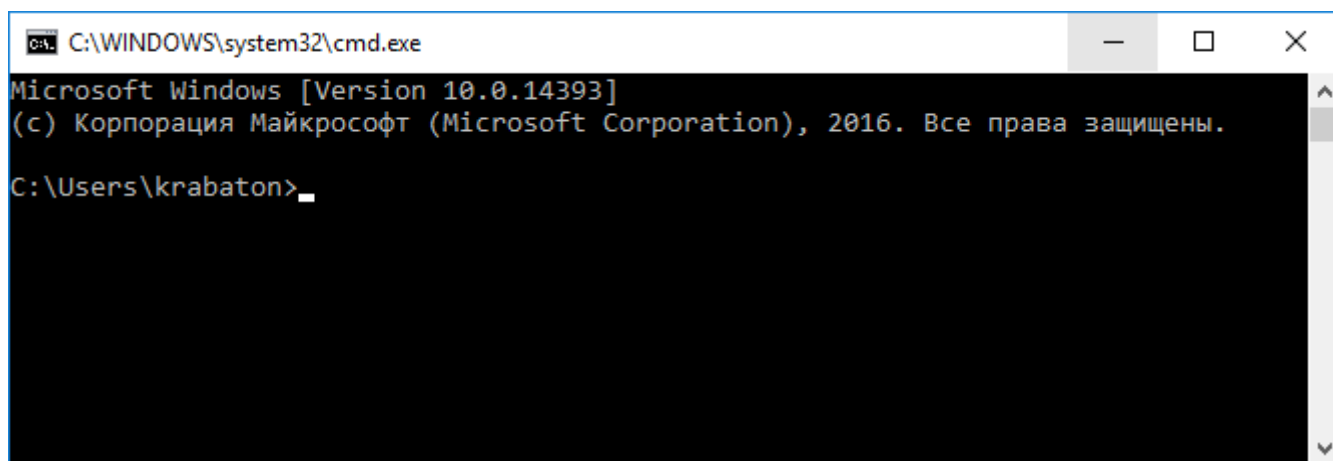 C:\WINDOWS\system32\cmd.exe
Microsoft Windows [Version 10.0.14393]
(c) Корпорация Майкрософт (Microsoft Corporation), 2016. Все права защищены.
C:\Users\krabaton>